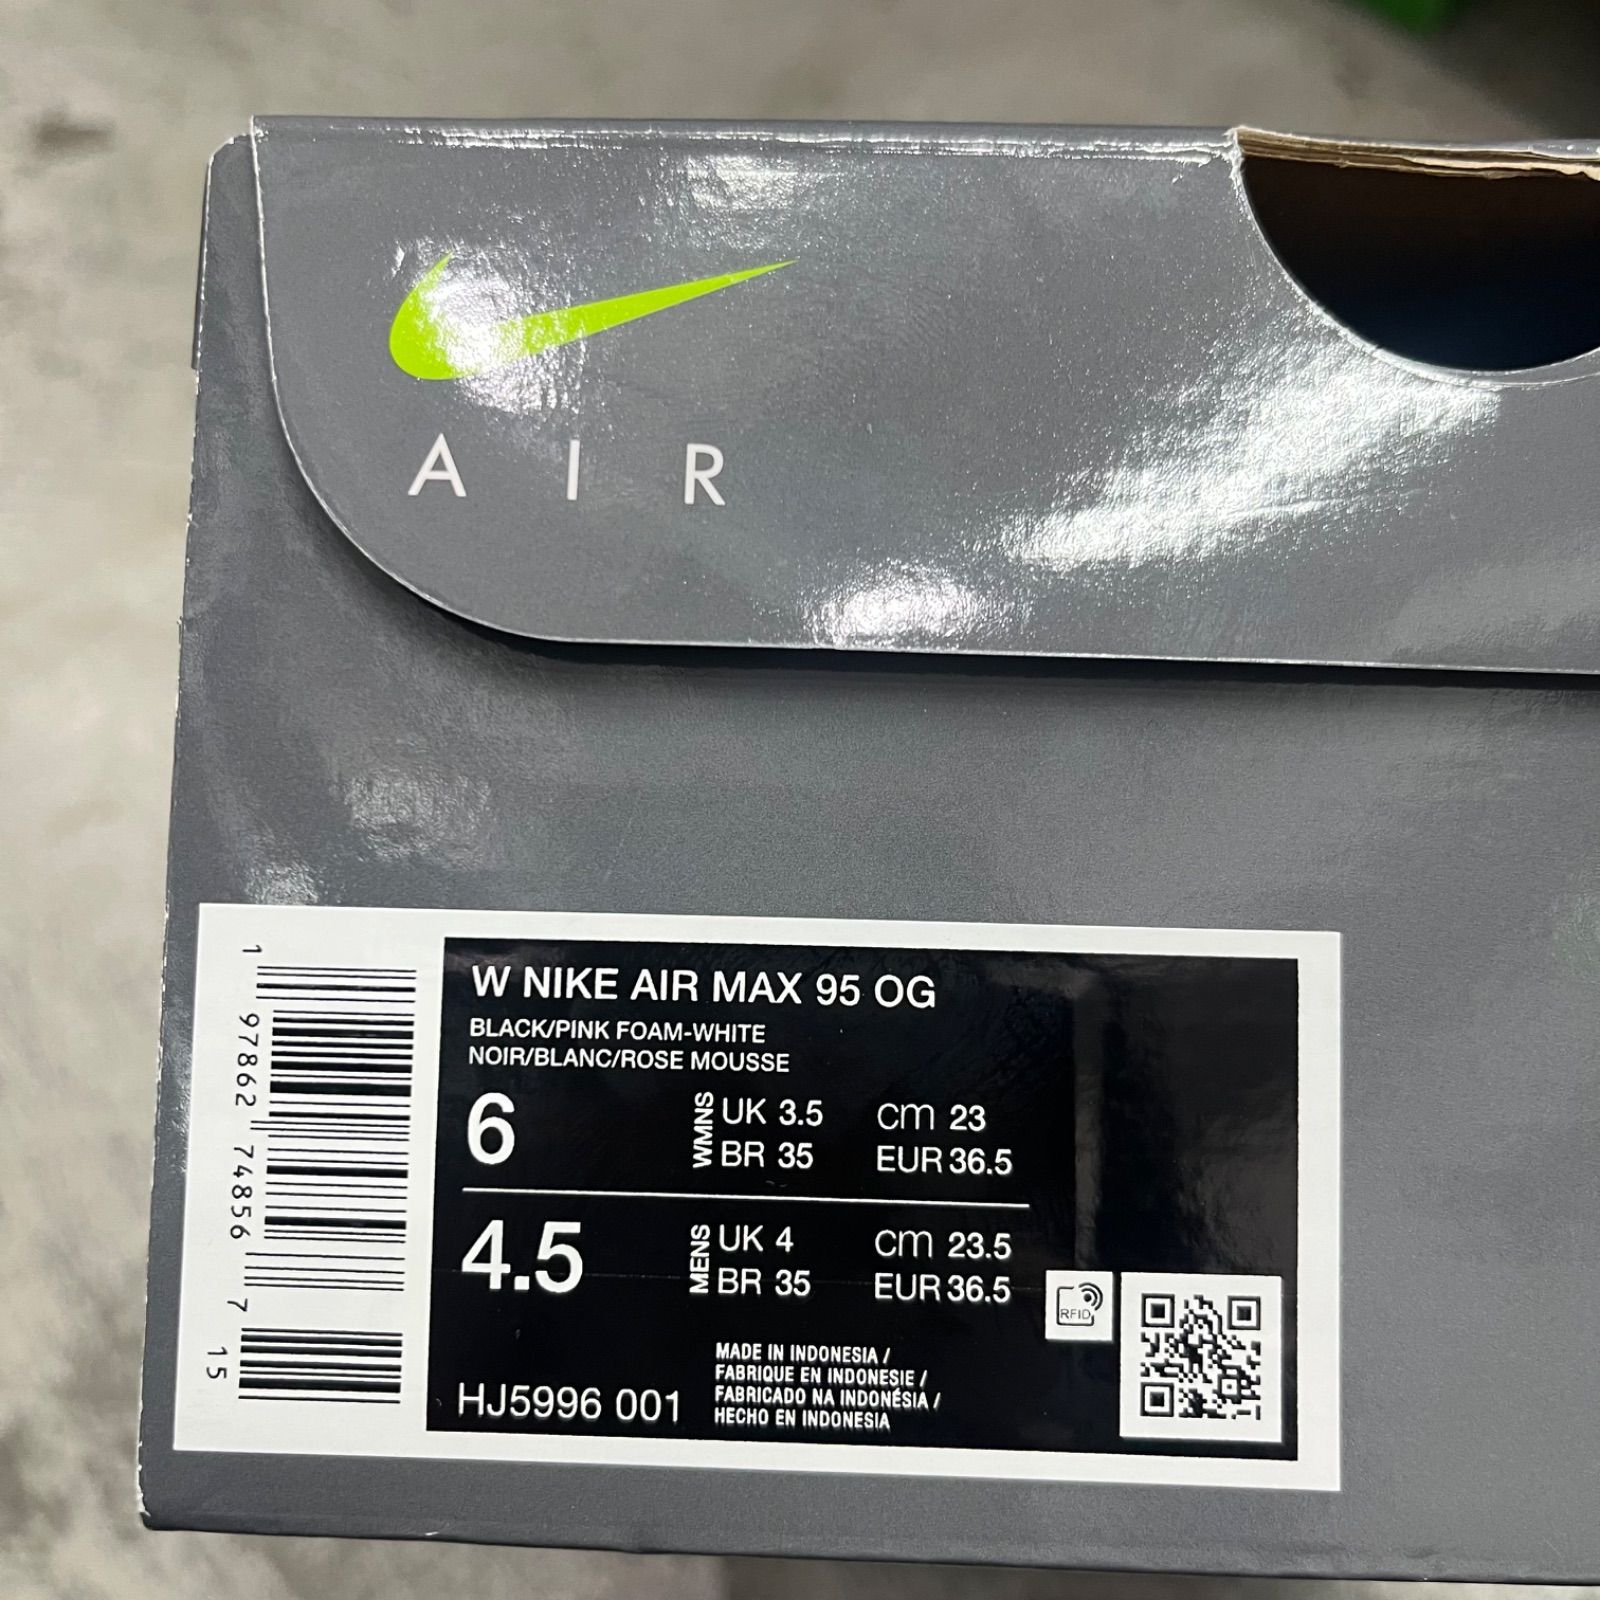 A I R
W NIKE AIR MAX 95 OG
BLACK/PINK FOAM-WHITE
NOIR/BLANC/ROSE MOUSSE
6
WMNS
UK 3.5
cm 23
BR 35
EUR 36.5
4.5
MENS
UK 4
cm 23.5
BR 35
EUR 36.5
RFID
MADE IN INDONESIA /
FABRIQUE EN INDONESIE /
FABRICADO NA INDONÉSIA /
HECHO EN INDONESIA
HJ5996 001
1 97862 74856 7 15